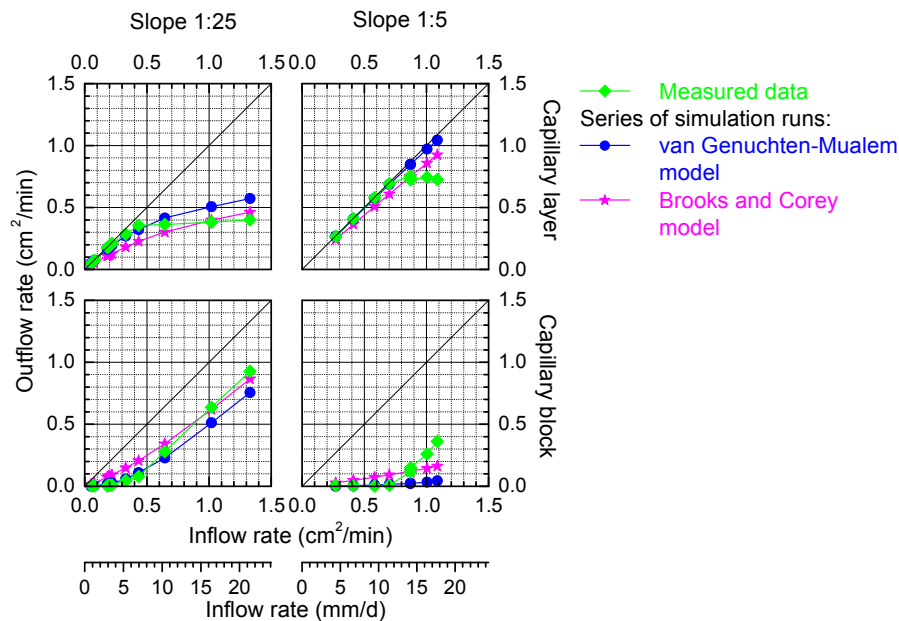 Slope 1:25
Slope 1:5
0.0 0.5 1.0 1.5
0.0 0.5 1.0 1.5
1.5
1.0
0.5
0.0
1.5
1.0
0.5
0.0
Capillary layer
Measured data
Series of simulation runs:
van Genuchten-Mualem
model
Brooks and Corey
model
Outflow rate (cm²/min)
1.5
1.0
0.5
0.0
1.5
1.0
0.5
0.0
Capillary block
0.0 0.5 1.0 1.5
0.0 0.5 1.0 1.5
Inflow rate (cm²/min)
0 5 10 15 20
0 5 10 15 20
Inflow rate (mm/d)